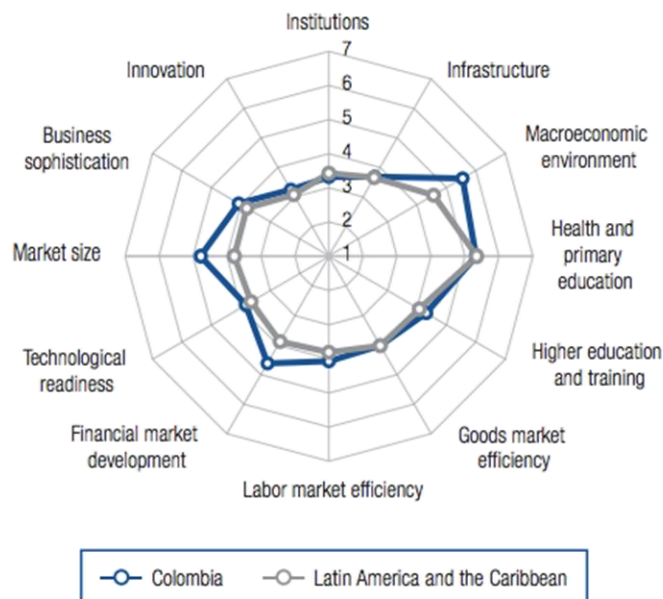 Institutions
7
6
5
4
3
2
1
Infrastructure
Macroeconomic
environment
Health and
primary
education
Higher education
and training
Goods market
efficiency
Labor market efficiency
Financial market
development
Technological
readiness
Market size
Business
sophistication
Innovation
Colombia
Latin America and the Caribbean